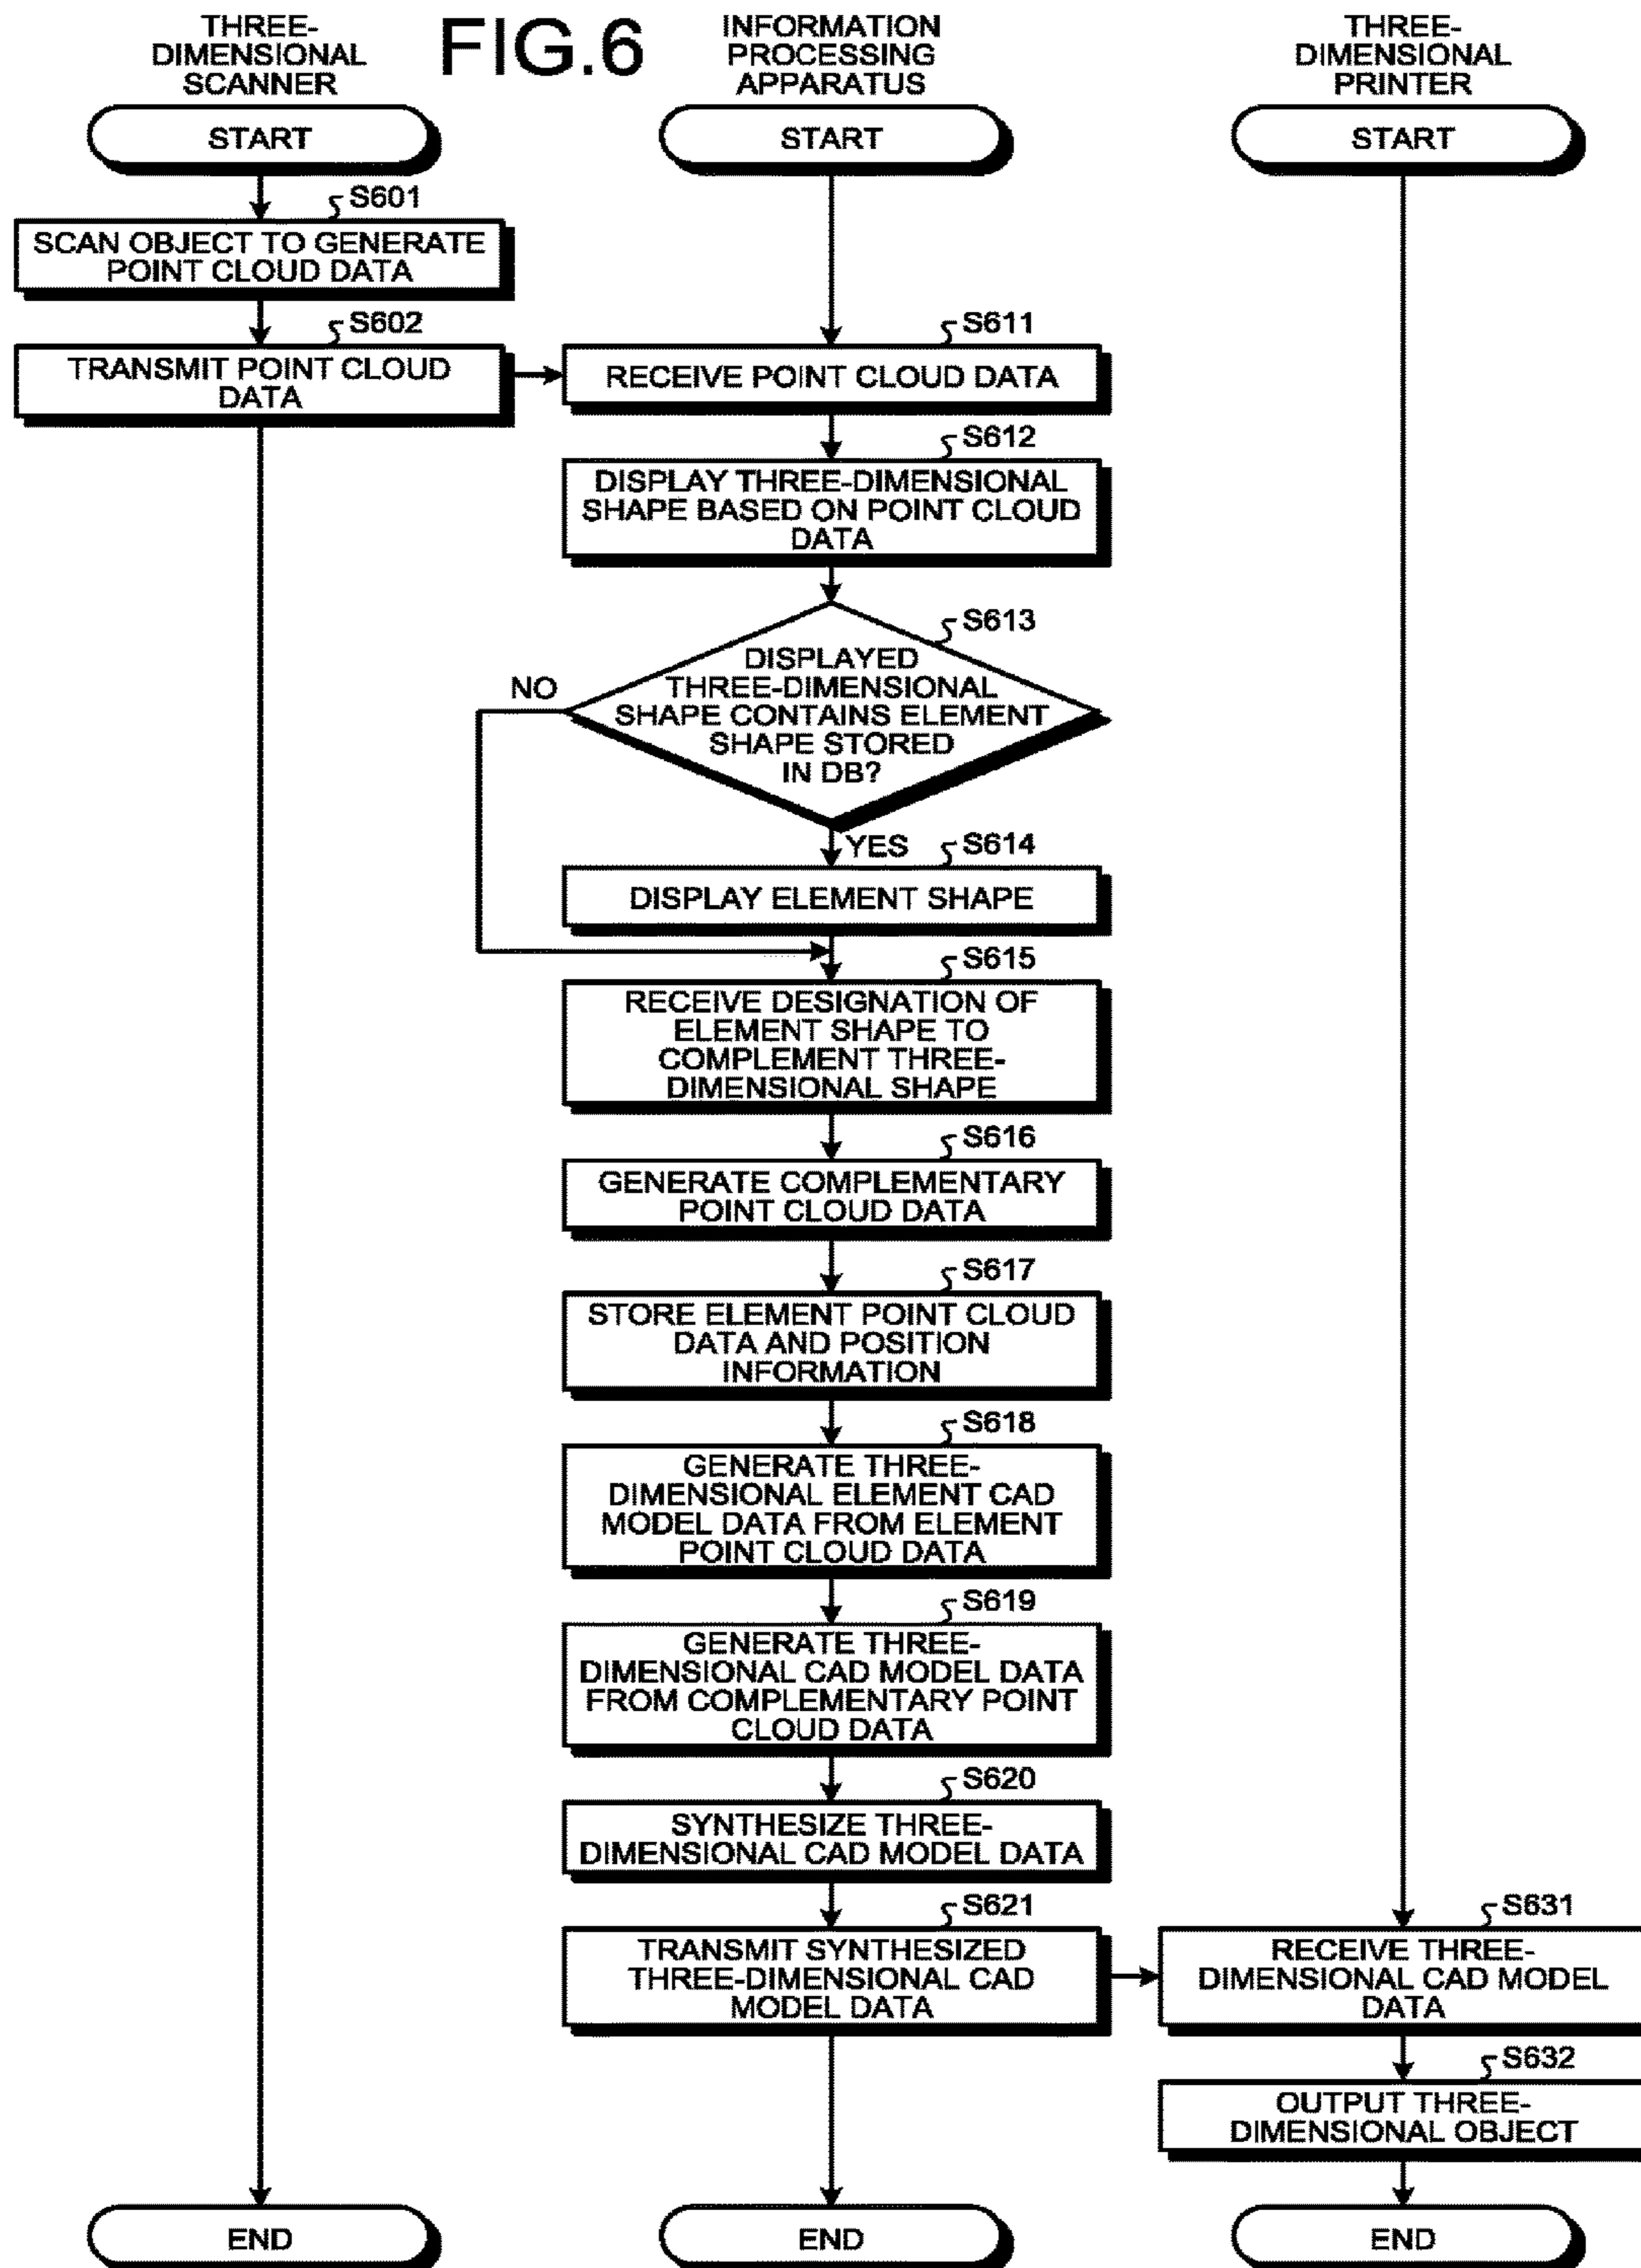 FIG.6
THREE-
DIMENSIONAL
SCANNER
START
S601
SCAN OBJECT TO GENERATE
POINT CLOUD DATA
S602
TRANSMIT POINT CLOUD
DATA
END
INFORMATION
PROCESSING
APPARATUS
START
S611
RECEIVE POINT CLOUD DATA
S612
DISPLAY THREE-DIMENSIONAL
SHAPE BASED ON POINT CLOUD
DATA
S613
DISPLAYED
THREE-DIMENSIONAL
SHAPE CONTAINS ELEMENT
SHAPE STORED
IN DB?
NO
YES
S614
DISPLAY ELEMENT SHAPE
S615
RECEIVE DESIGNATION OF
ELEMENT SHAPE TO
COMPLEMENT THREE-
DIMENSIONAL SHAPE
S616
GENERATE COMPLEMENTARY
POINT CLOUD DATA
S617
STORE ELEMENT POINT CLOUD
DATA AND POSITION
INFORMATION
S618
GENERATE THREE-
DIMENSIONAL ELEMENT CAD
MODEL DATA FROM ELEMENT
POINT CLOUD DATA
S619
GENERATE THREE-
DIMENSIONAL CAD MODEL DATA
FROM COMPLEMENTARY POINT
CLOUD DATA
S620
SYNTHESIZE THREE-
DIMENSIONAL CAD MODEL DATA
S621
TRANSMIT SYNTHESIZED
THREE-DIMENSIONAL CAD
MODEL DATA
END
THREE-
DIMENSIONAL
PRINTER
START
S631
RECEIVE THREE-
DIMENSIONAL CAD MODEL
DATA
S632
OUTPUT THREE-
DIMENSIONAL OBJECT
END